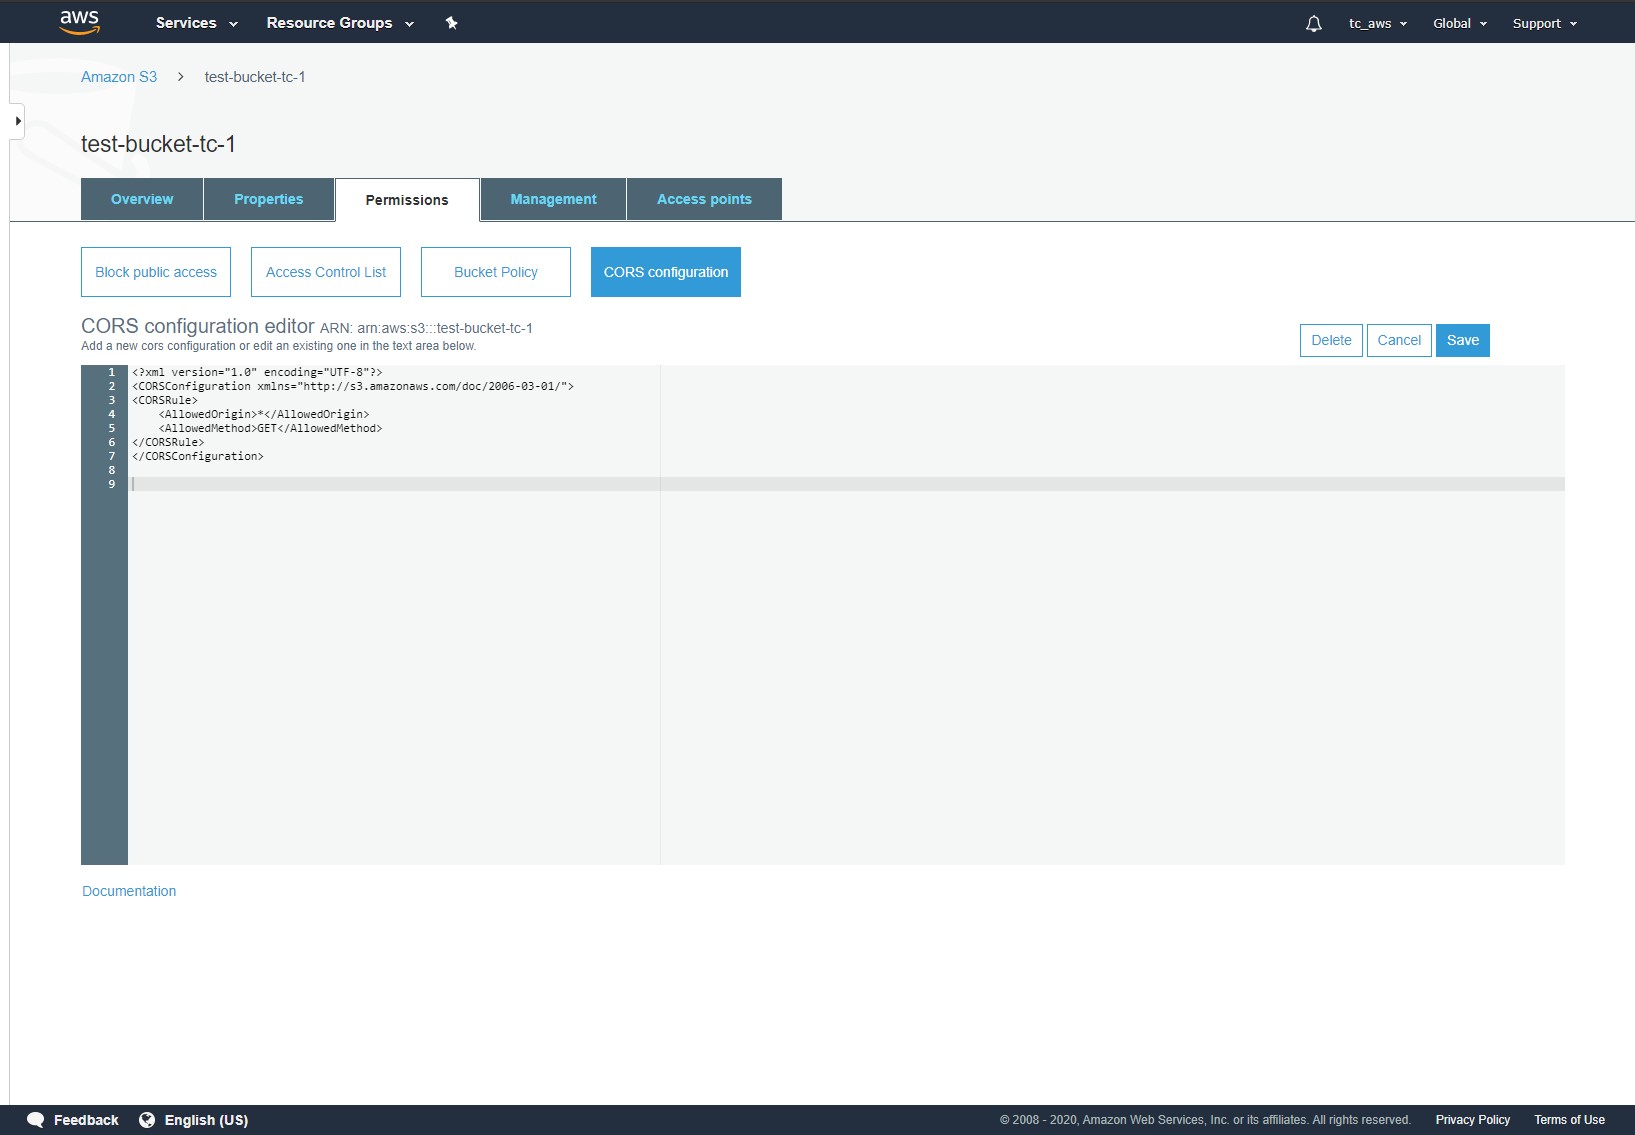 aws Services Resource Groups tc_aws Global Support
Amazon S3 > test-bucket-tc-1
test-bucket-tc-1
Overview Properties Permissions Management Access points
Block public access Access Control List Bucket Policy CORS configuration
CORS configuration editor ARN: arn:aws:s3:::test-bucket-tc-1
Add a new cors configuration or edit an existing one in the text area below.
Delete Cancel Save
1 <?xml version="1.0" encoding="UTF-8"?>
2 <CORSConfiguration xmlns="http://s3.amazonaws.com/doc/2006-03-01/">
3 <CORSRule>
4     <AllowedOrigin>*</AllowedOrigin>
5     <AllowedMethod>GET</AllowedMethod>
6 </CORSRule>
7 </CORSConfiguration>
8
9
Documentation
Feedback English (US) © 2008 - 2020, Amazon Web Services, Inc. or its affiliates. All rights reserved. Privacy Policy Terms of Use